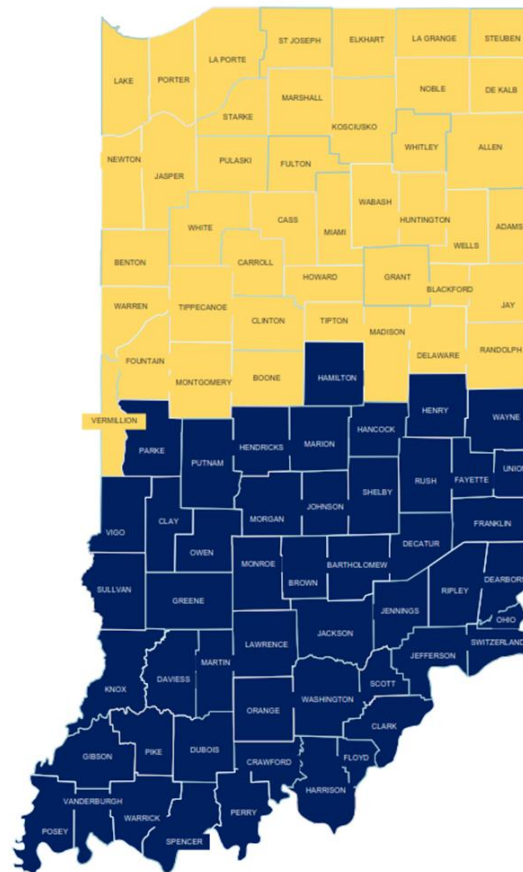 ST JOSEPH
ELKHART
LA GRANGE
STEUBEN
LA PORTE
LAKE
PORTER
NOBLE
DE KALB
MARSHALL
STARKE
KOSCIUSKO
WHITLEY
ALLEN
NEWTON
JASPER
PULASKI
FULTON
WHITE
CASS
MIAMI
WABASH
HUNTINGTON
WELLS
ADAMS
BENTON
CARROLL
HOWARD
GRANT
BLACKFORD
JAY
WARREN
TIPPECANOE
CLINTON
TIPTON
MADISON
DELAWARE
RANDOLPH
FOUNTAIN
MONTGOMERY
BOONE
HAMILTON
HENRY
WAYNE
VERMILLION
PARKE
PUTNAM
HENDRICKS
MARION
HANCOCK
RUSH
FAYETTE
UNION
SHELBY
VIGO
CLAY
MORGAN
JOHNSON
FRANKLIN
OWEN
MONROE
BROWN
BARTHOLOMEW
DECATUR
DEARBORN
SULLVAN
GREENE
JENNINGS
RIPLEY
OHIO
SWITZERLAND
LAWRENCE
JACKSON
JEFFERSON
KNOX
DAVIESS
MARTIN
SCOTT
ORANGE
WASHINGTON
CLARK
GIBSON
PIKE
DUBOIS
CRAWFORD
FLOYD
HARRISON
VANDERBURGH
POSEY
WARRICK
SPENCER
PERRY